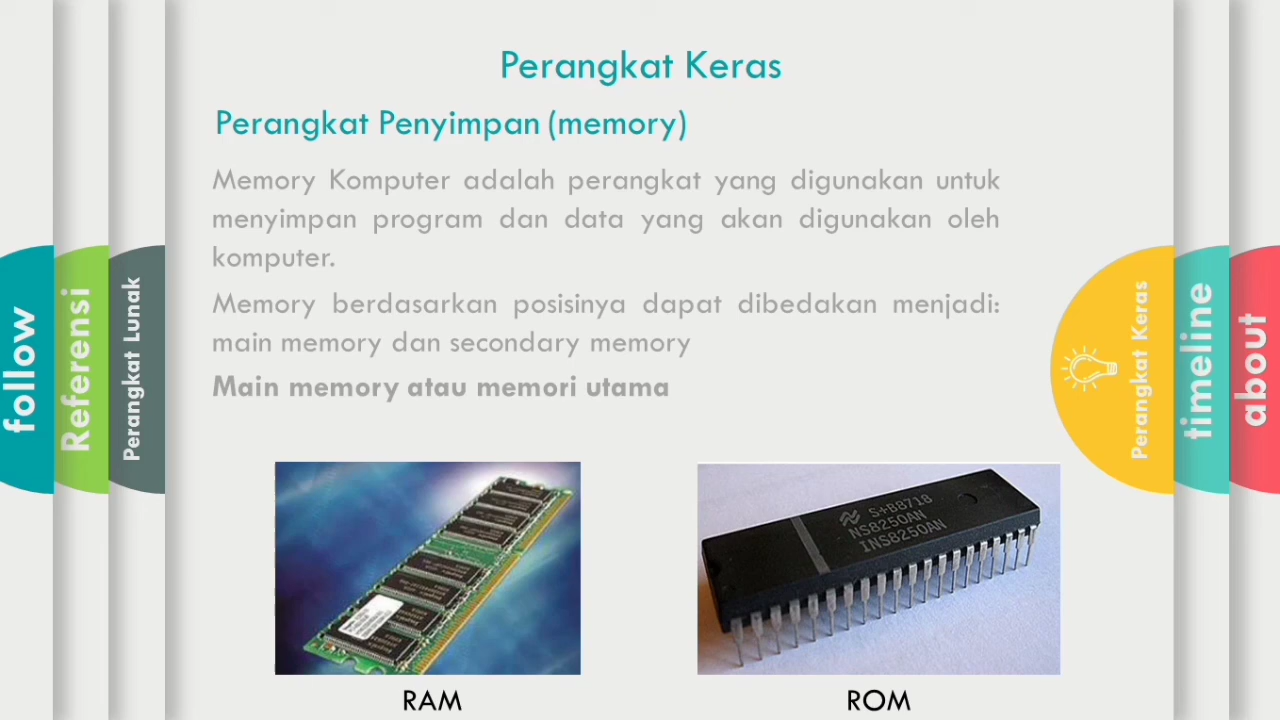 Perangkat Keras
Perangkat Penyimpan (memory)
Memory Komputer adalah perangkat yang digunakan untuk
menyimpan program dan data yang akan digunakan oleh
komputer.
Memory berdasarkan posisinya dapat dibedakan menjadi:
main memory dan secondary memory
Main memory atau memori utama
follow
Referensi
Perangkat Lunak
Perangkat Keras
timeline
about
S+B8718
NS8250AN
INS8250AN
RAM
ROM